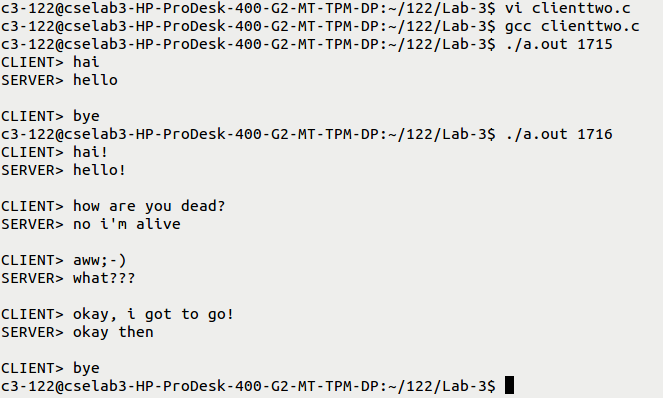 c3-122@cselab3-HP-ProDesk-400-G2-MT-TPM-DP:~/122/Lab-3$ vi clienttwo.c
c3-122@cselab3-HP-ProDesk-400-G2-MT-TPM-DP:~/122/Lab-3$ gcc clienttwo.c
c3-122@cselab3-HP-ProDesk-400-G2-MT-TPM-DP:~/122/Lab-3$ ./a.out 1715
CLIENT> hai
SERVER> hello
CLIENT> bye
c3-122@cselab3-HP-ProDesk-400-G2-MT-TPM-DP:~/122/Lab-3$ ./a.out 1716
CLIENT> hai!
SERVER> hello!
CLIENT> how are you dead?
SERVER> no i'm alive
CLIENT> aww;-)
SERVER> what???
CLIENT> okay, i got to go!
SERVER> okay then
CLIENT> bye
c3-122@cselab3-HP-ProDesk-400-G2-MT-TPM-DP:~/122/Lab-3$